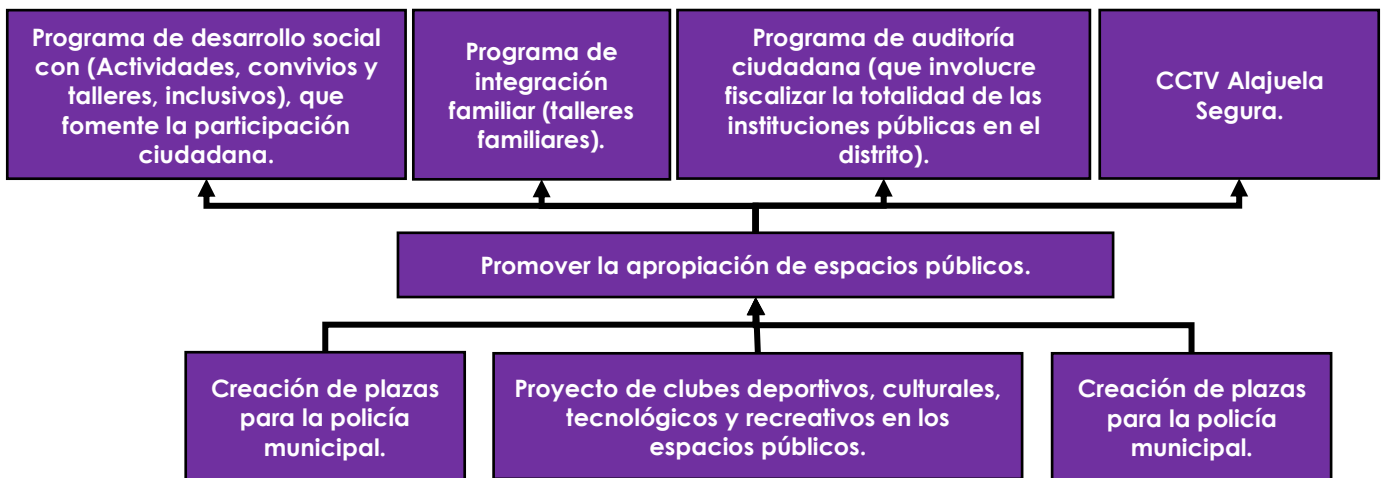 Programa de desarrollo social
con (Actividades, convivios y
talleres, inclusivos), que
fomente la participación
ciudadana.
Programa de
integración
familiar (talleres
familiares).
Programa de auditoría
ciudadana (que involucre
fiscalizar la totalidad de las
instituciones públicas en el
distrito).
CCTV Alajuela
Segura.
Promover la apropiación de espacios públicos.
Creación de plazas
para la policía
municipal.
Proyecto de clubes deportivos, culturales,
tecnológicos y recreativos en los
espacios públicos.
Creación de plazas
para la policía
municipal.